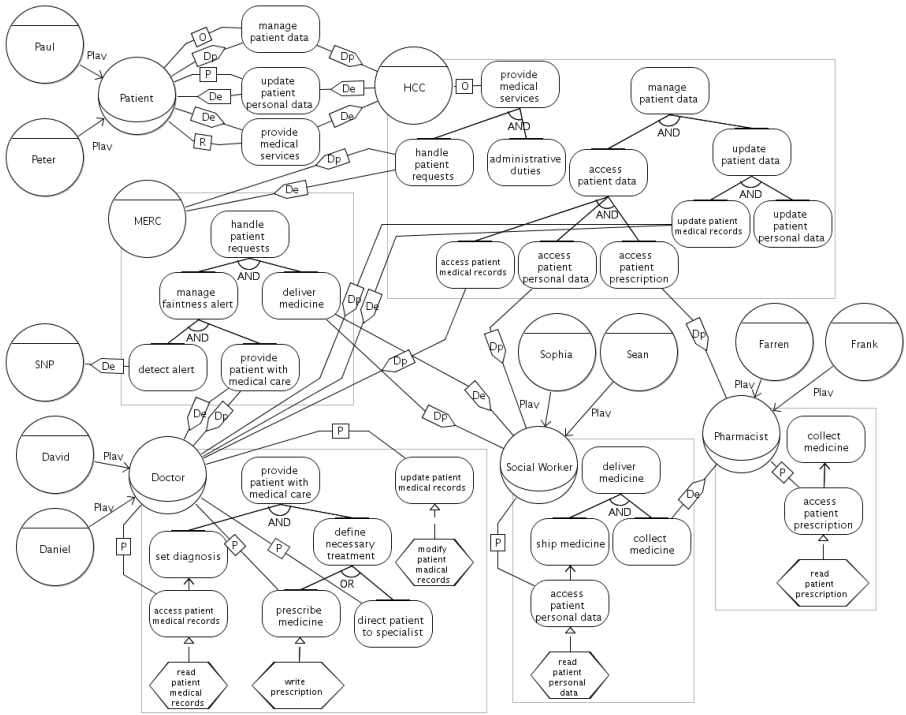 Paul
Plav
Patient
Peter
Plav
O
Dp
P
De
De
R
manage
patient data
update
patient
personal data
provide
medical
services
Dp
De
De
HCC
O
provide
medical
services
AND
handle
patient
requests
administrative
duties
manage
patient data
AND
access
patient data
AND
update
patient data
AND
update patient
medical records
update
patient
personal data
access patient
medical records
access
patient
personal data
access
patient
prescription
Dp
De
MERC
handle
patient
requests
AND
manage
faintness alert
deliver
medicine
AND
detect alert
provide
patient with
medical care
SNP
De
De
Dp
Dp
De
Dp
Dp
De
Dp
Dp
Sophia
Sean
Plav
Plav
Farren
Frank
Plav
Plav
David
Plav
Daniel
Plav
Doctor
P
P
P
P
provide
patient with
medical care
AND
set diagnosis
define
necessary
treatment
OR
access patient
medical records
prescribe
medicine
direct patient
to specialist
read
patient
medical
records
write
prescription
update patient
medical records
modify
patient
madical
records
Social Worker
P
deliver
medicine
AND
ship medicine
collect
medicine
access
patient
personal data
read
patient
personal
data
De
Pharmacist
P
collect
medicine
access
patient
prescription
read
patient
prescription